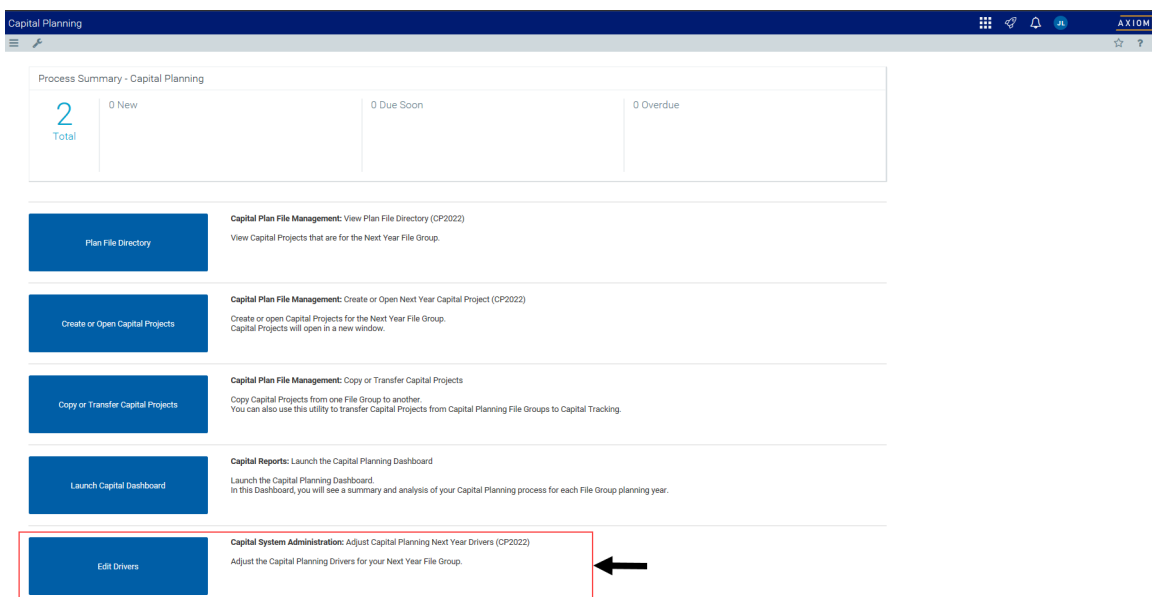 Capital Planning
JL
AXIOM
?
Process Summary - Capital Planning
2
Total
0 New
0 Due Soon
0 Overdue
Plan File Directory
Capital Plan File Management: View Plan File Directory (CP2022)
View Capital Projects that are for the Next Year File Group.
Create or Open Capital Projects
Capital Plan File Management: Create or Open Next Year Capital Project (CP2022)
Create or open Capital Projects for the Next Year File Group.
Capital Projects will open in a new window.
Copy or Transfer Capital Projects
Capital Plan File Management: Copy or Transfer Capital Projects
Copy Capital Projects from one File Group to another.
You can also use this utility to transfer Capital Projects from Capital Planning File Groups to Capital Tracking.
Launch Capital Dashboard
Capital Reports: Launch the Capital Planning Dashboard
Launch the Capital Planning Dashboard.
In this Dashboard, you will see a summary and analysis of your Capital Planning process for each File Group planning year.
Edit Drivers
Capital System Administration: Adjust Capital Planning Next Year Drivers (CP2022)
Adjust the Capital Planning Drivers for your Next Year File Group.